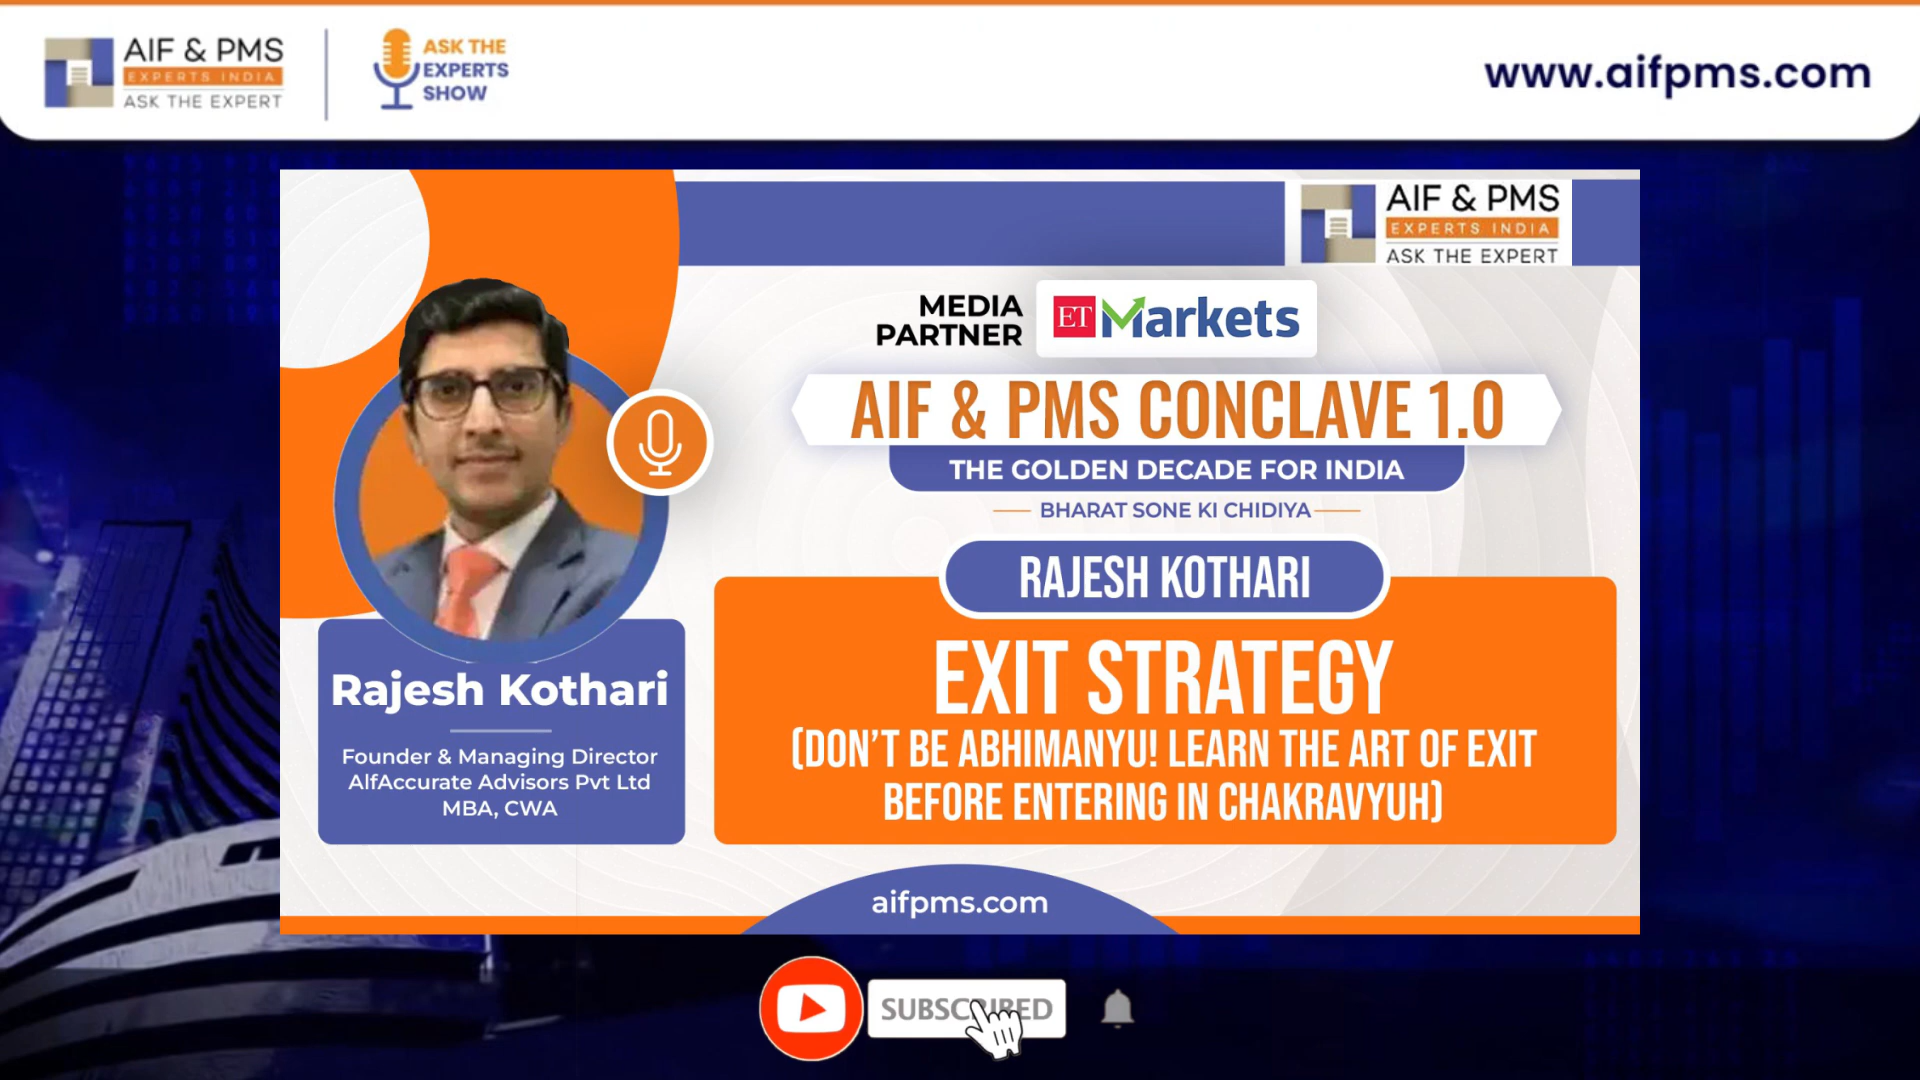 AIF & PMS
EXPERTS INDIA
ASK THE EXPERT
ASK THE
EXPERTS
SHOW
www.aifpms.com
AIF & PMS
EXPERTS INDIA
ASK THE EXPERT
MEDIA
PARTNER
ET Markets
AIF & PMS CONCLAVE 1.0
THE GOLDEN DECADE FOR INDIA
BHARAT SONE KI CHIDIYA
RAJESH KOTHARI
EXIT STRATEGY
(DON'T BE ABHIMANYU! LEARN THE ART OF EXIT
BEFORE ENTERING IN CHAKRAVYUH)
Rajesh Kothari
Founder & Managing Director
AlfAccurate Advisors Pvt Ltd
MBA, CWA
aifpms.com
SUBSCRIBED